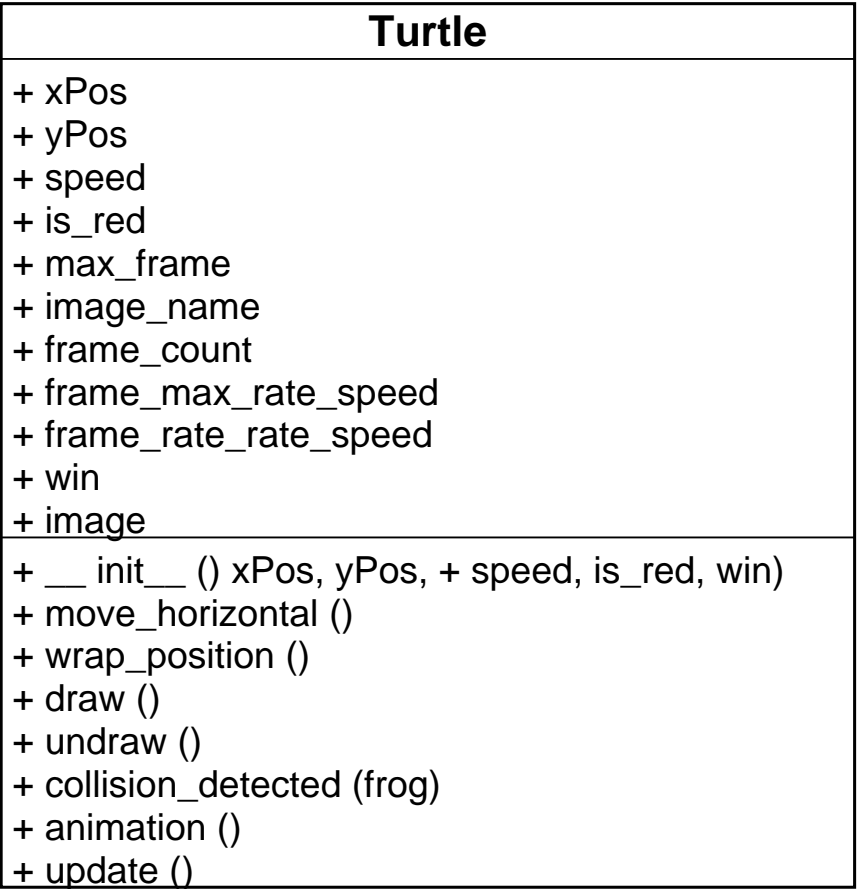 Turtle
+ xPos
+ yPos
+ speed
+ is_red
+ max_frame
+ image_name
+ frame_count
+ frame_max_rate_speed
+ frame_rate_rate_speed
+ win
+ image
+ __ init__ () xPos, yPos, + speed, is_red, win)
+ move_horizontal ()
+ wrap_position ()
+ draw ()
+ undraw ()
+ collision_detected (frog)
+ animation ()
+ update ()